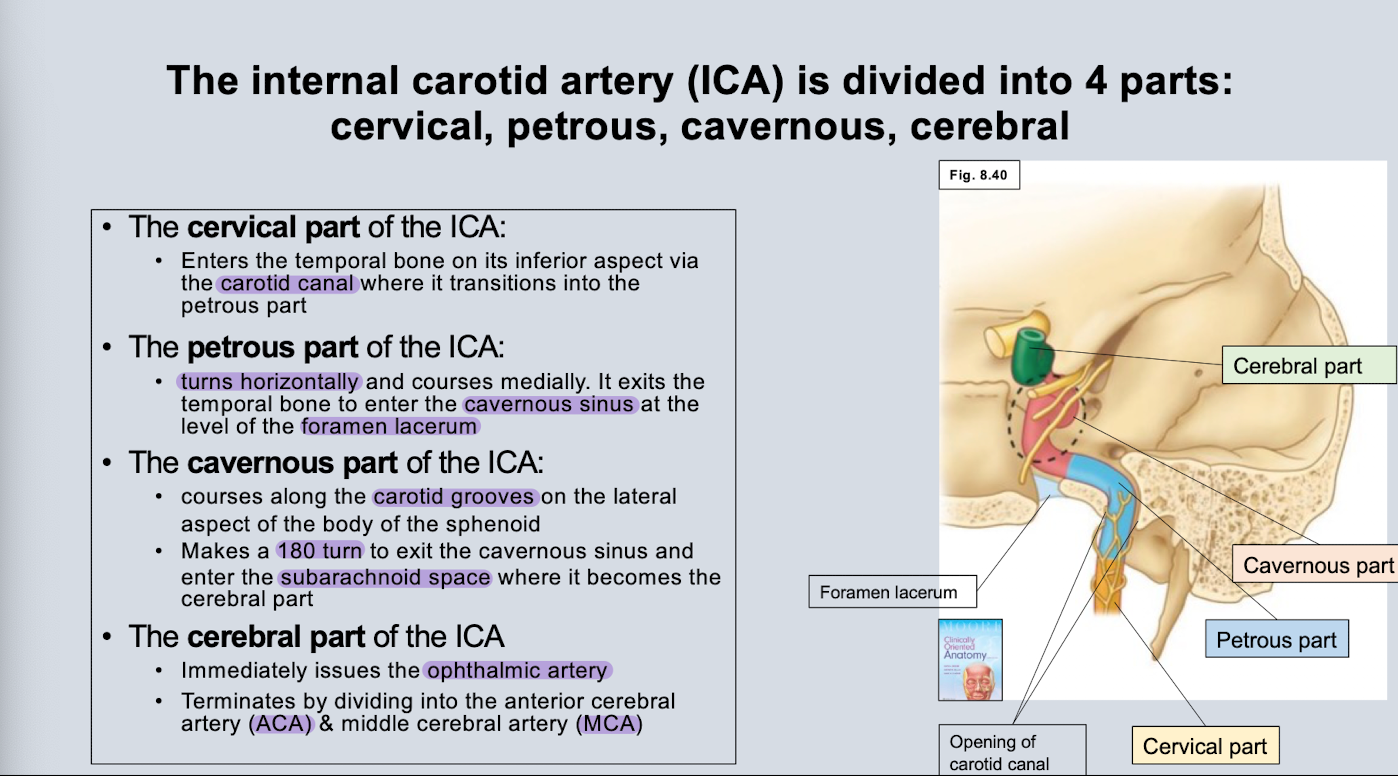 The internal carotid artery (ICA) is divided into 4 parts:
cervical, petrous, cavernous, cerebral
• The cervical part of the ICA:
• Enters the temporal bone on its inferior aspect via
the carotid canal where it transitions into the
petrous part
• The petrous part of the ICA:
• turns horizontally and courses medially. It exits the
temporal bone to enter the cavernous sinus at the
level of the foramen lacerum
• The cavernous part of the ICA:
• courses along the carotid grooves on the lateral
aspect of the body of the sphenoid
• Makes a 180 turn to exit the cavernous sinus and
enter the subarachnoid space where it becomes the
cerebral part
• The cerebral part of the ICA
• Immediately issues the ophthalmic artery
• Terminates by dividing into the anterior cerebral
artery (ACA) & middle cerebral artery (MCA)
Fig. 8.40
Cerebral part
Cavernous part
Foramen lacerum
Petrous part
Clinically
Oriented
Anatomy
Opening of
carotid canal
Cervical part